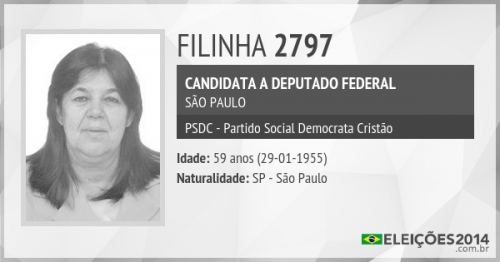 FILINHA 2797
CANDIDATA A DEPUTADO FEDERAL
SÃO PAULO
PSDC - Partido Social Democrata Cristão
Idade: 59 anos (29-01-1955)
Naturalidade: SP - São Paulo
ELEIÇÕES2014
.com.br